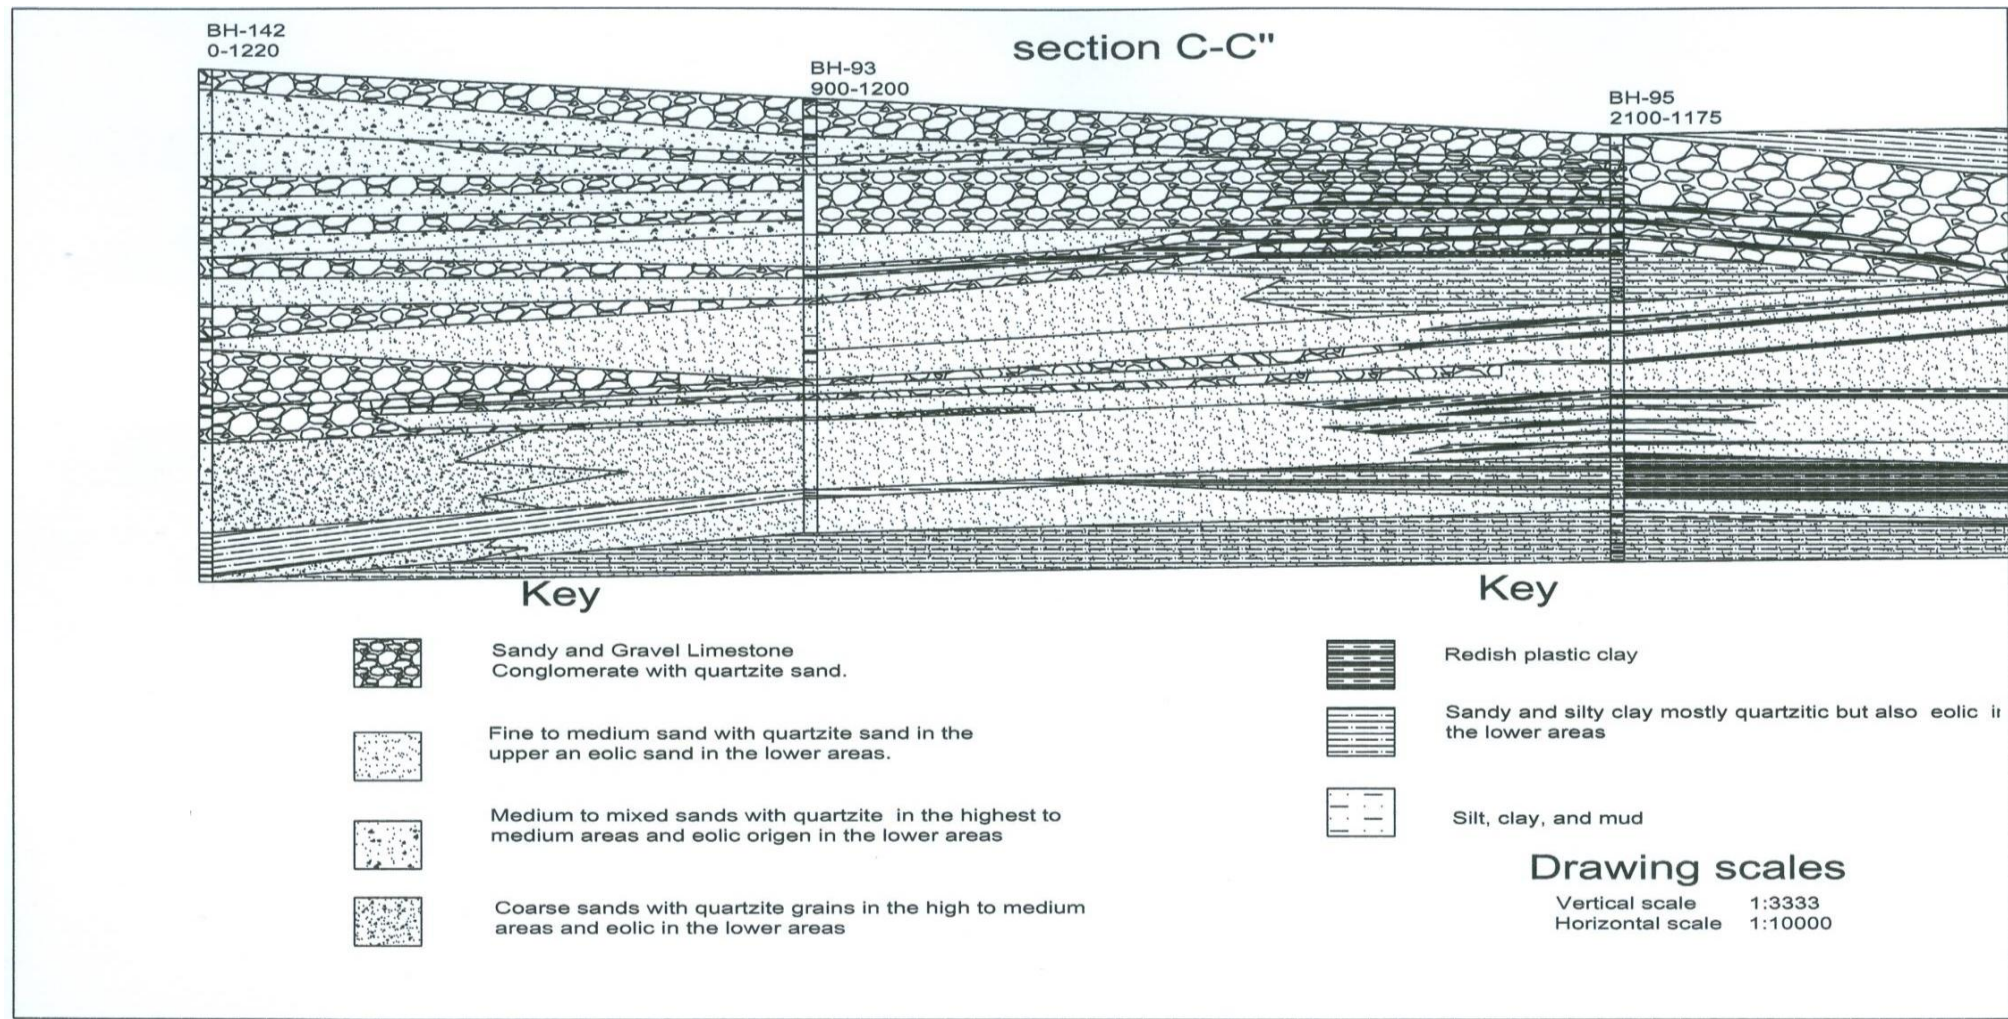 BH-142
0-1220
section C-C"
BH-93
900-1200
BH-95
2100-1175
Key
Sandy and Gravel Limestone
Conglomerate with quartzite sand.
Fine to medium sand with quartzite sand in the
upper an eolic sand in the lower areas.
Medium to mixed sands with quartzite in the highest to
medium areas and eolic origen in the lower areas
Coarse sands with quartzite grains in the high to medium
areas and eolic in the lower areas
Key
Redish plastic clay
Sandy and silty clay mostly quartzitic but also eolic
the lower areas
Silt, clay, and mud
Drawing scales
Vertical scale 1:3333
Horizontal scale 1:10000